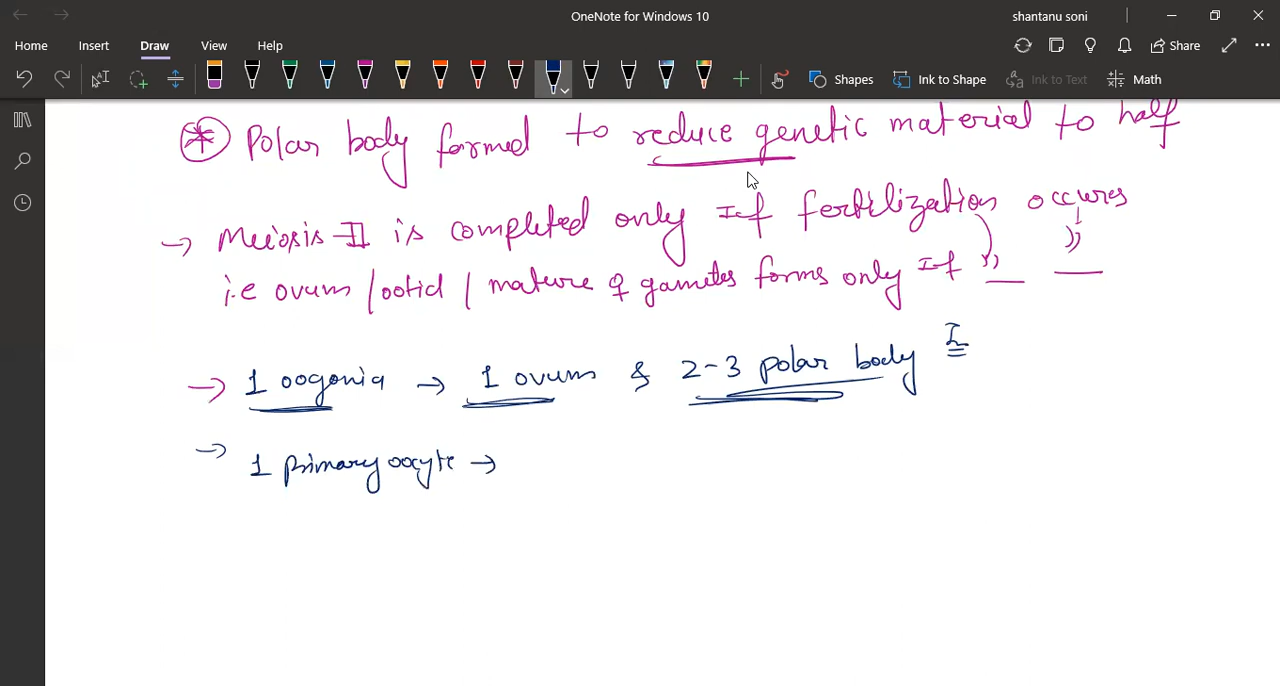 OneNote for Windows 10
shantanu soni
Home Insert Draw View Help
Share
Shapes Ink to Shape Ink to Text Math
* Polar body formed to reduce genetic material to half
→ Meiosis II is completed only If fertilization occures
i.e ovum / ootid / mature ♀ gametes forms only If ,, — ,, —
→ 1 oogonia → 1 ovum & 2-3 polar body I
→ 1 primary oocyte →